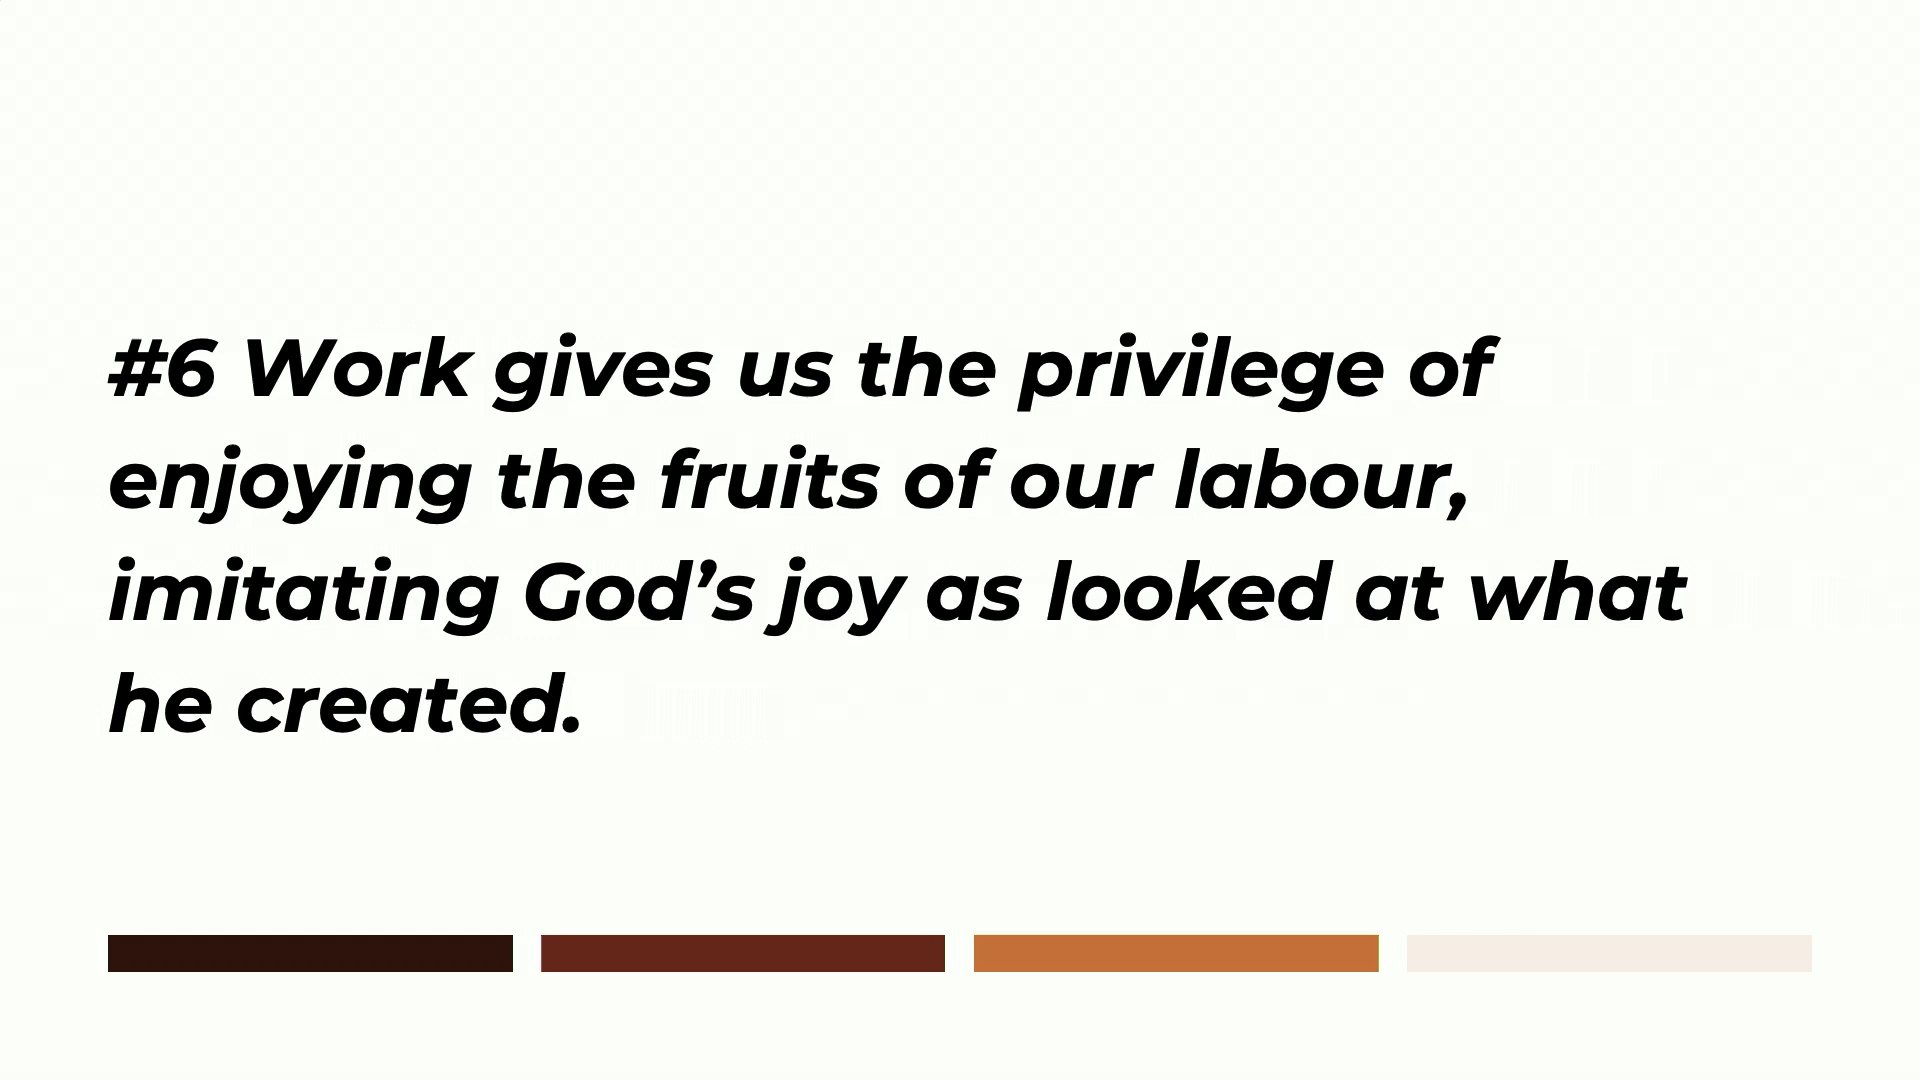 #6 Work gives us the privilege of
enjoying the fruits of our labour,
imitating God’s joy as looked at what
he created.